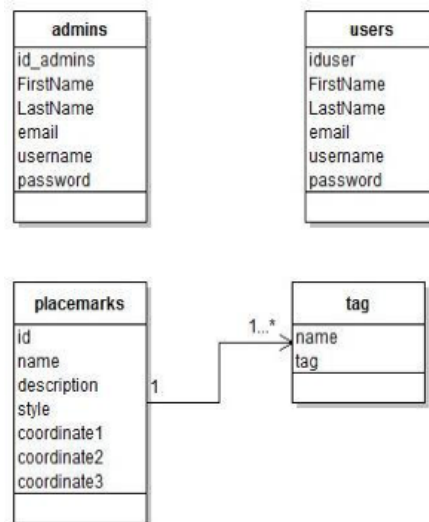 admins
id_admins
FirstName
LastName
email
username
password
users
iduser
FirstName
LastName
email
username
password
placemarks
id
name
description
style
coordinate1
coordinate2
coordinate3
1
1...*
tag
name
tag